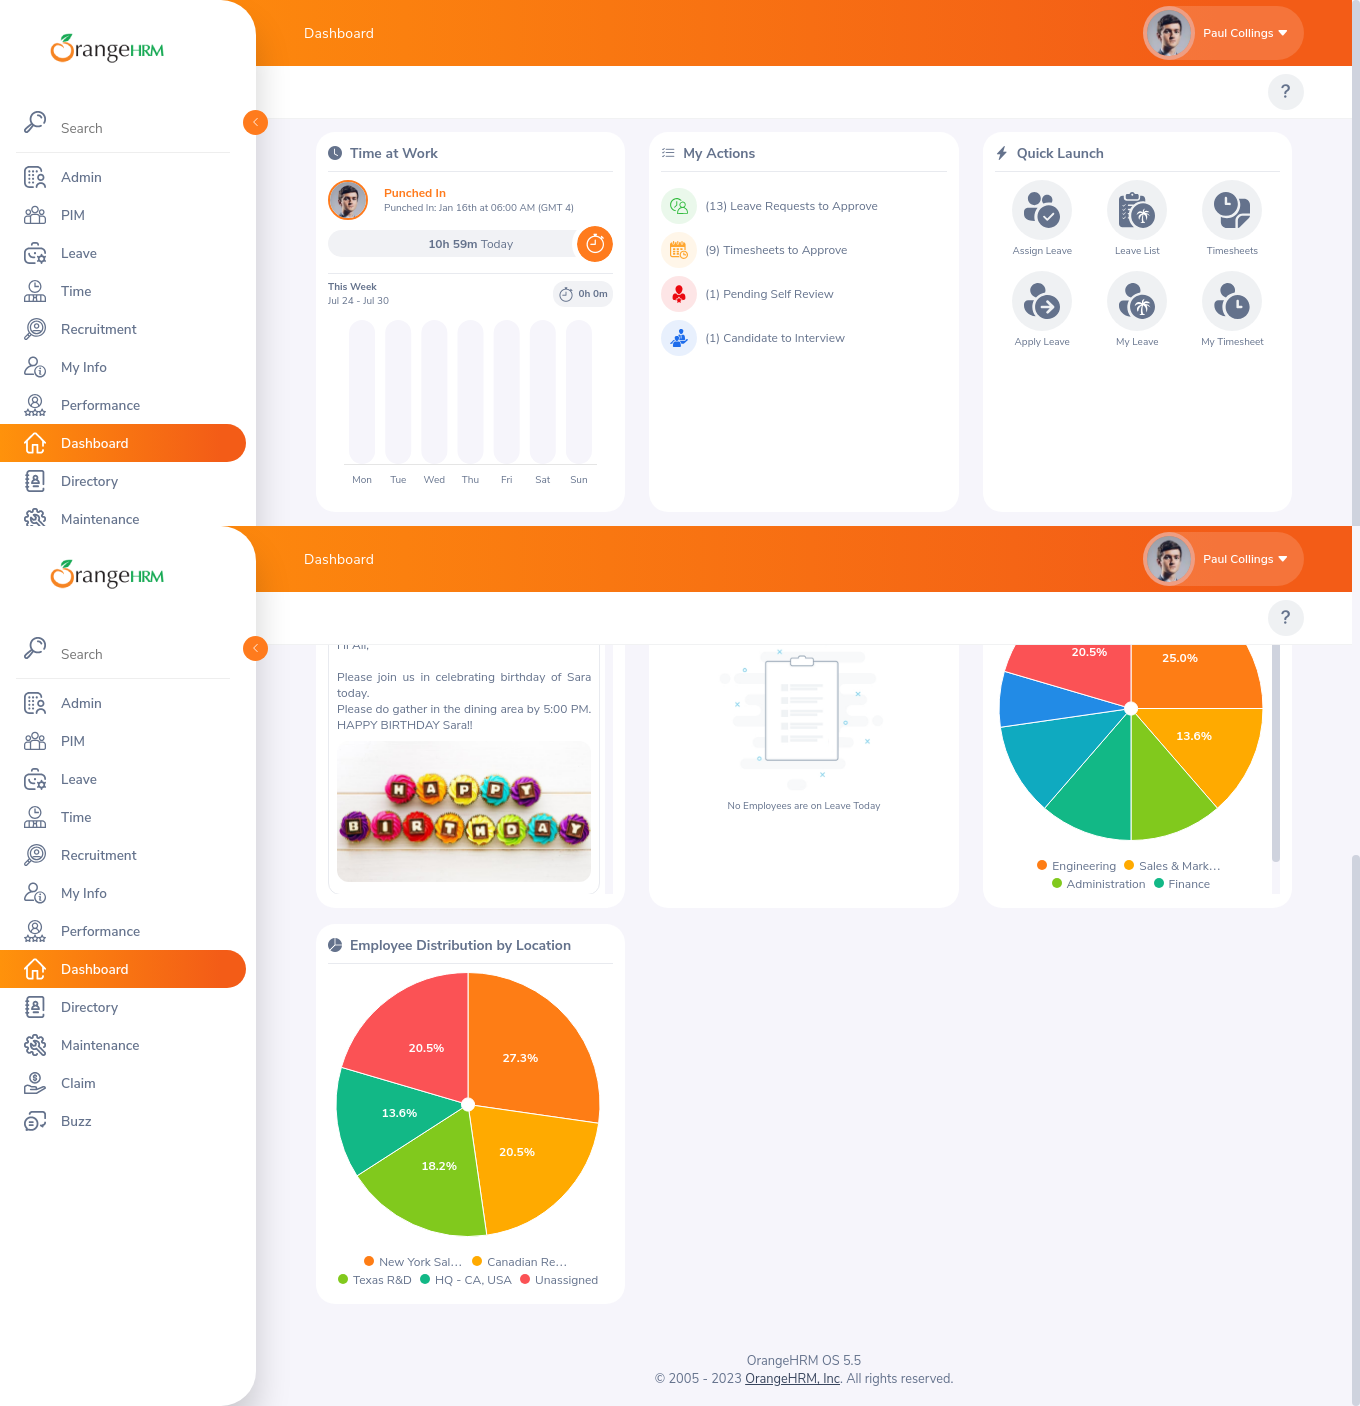 OrangeHRM
Dashboard
Paul Collings
?
Search
Admin
PIM
Leave
Time
Recruitment
My Info
Performance
Dashboard
Directory
Maintenance
Time at Work
Punched In
Punched In: Jan 16th at 06:00 AM (GMT 4)
10h 59m Today
This Week
Jul 24 - Jul 30
0h 0m
Mon Tue Wed Thu Fri Sat Sun
My Actions
(13) Leave Requests to Approve
(9) Timesheets to Approve
(1) Pending Self Review
(1) Candidate to Interview
Quick Launch
Assign Leave
Leave List
Timesheets
Apply Leave
My Leave
My Timesheet
OrangeHRM
Dashboard
Paul Collings
?
Search
Admin
PIM
Leave
Time
Recruitment
My Info
Performance
Dashboard
Directory
Maintenance
Claim
Buzz
Hi All,
Please join us in celebrating birthday of Sara
today.
Please do gather in the dining area by 5:00 PM.
HAPPY BIRTHDAY Sara!!
HAPPY
BIRTHDAY
No Employees are on Leave Today
20.5%
25.0%
13.6%
Engineering Sales & Mark...
Administration Finance
Employee Distribution by Location
20.5%
27.3%
13.6%
20.5%
18.2%
New York Sal... Canadian Re...
Texas R&D HQ - CA, USA Unassigned
OrangeHRM OS 5.5
© 2005 - 2023 OrangeHRM, Inc. All rights reserved.